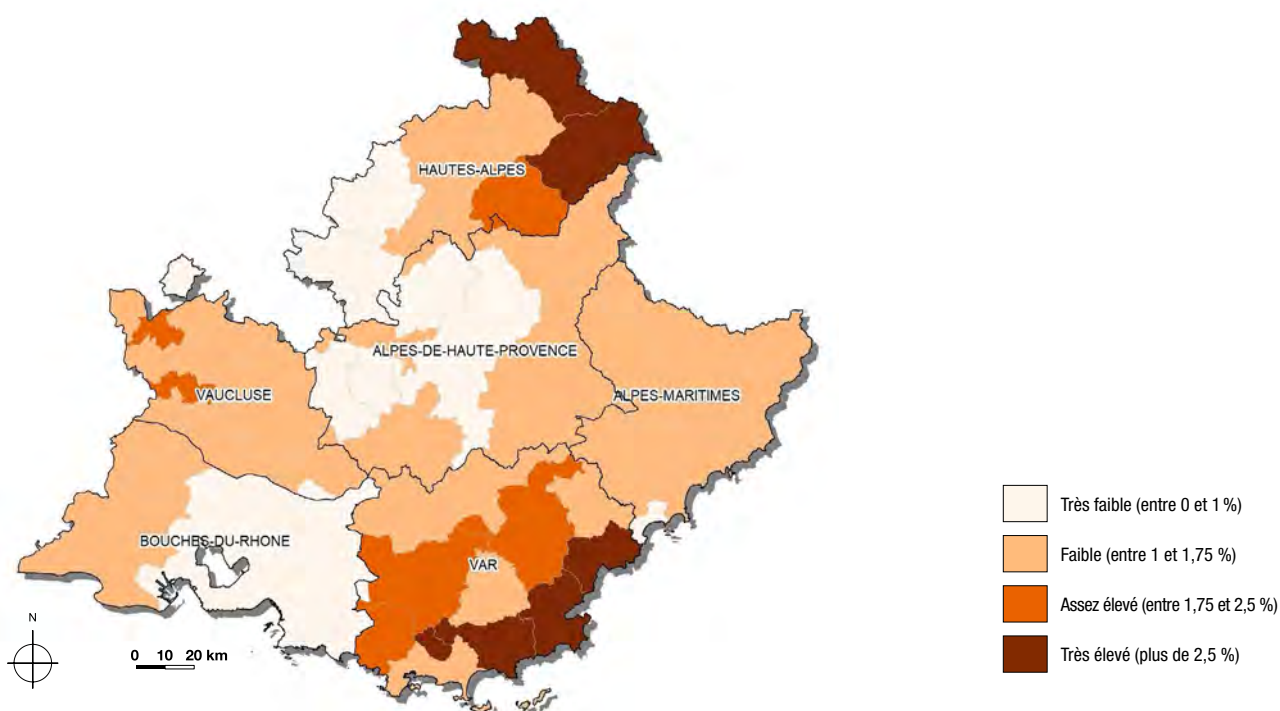 HAUTES-ALPES
ALPES-DE-HAUTE-PROVENCE
VAUCLUSE
ALPES-MARITIMES
BOUCHES-DU-RHONE
VAR
N
0 10 20 km
Très faible (entre 0 et 1 %)
Faible (entre 1 et 1,75 %)
Assez élevé (entre 1,75 et 2,5 %)
Très élevé (plus de 2,5 %)